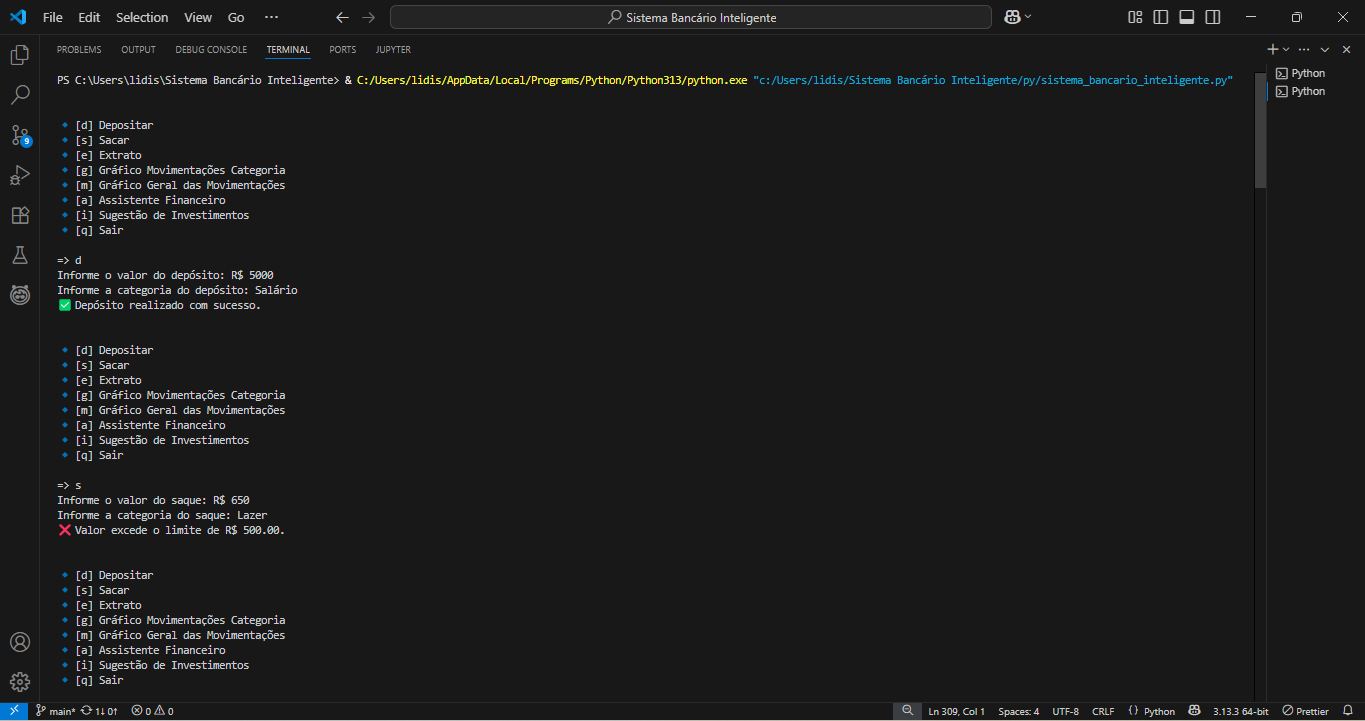 File Edit Selection View Go ··· Sistema Bancário Inteligente
PROBLEMS OUTPUT DEBUG CONSOLE TERMINAL PORTS JUPYTER
PS C:\Users\lidis\Sistema Bancário Inteligente> & C:/Users/lidis/AppData/Local/Programs/Python/Python313/python.exe "c:/Users/lidis/Sistema Bancário Inteligente/py/sistema_bancario_inteligente.py"
Python
Python
9
🔹 [d] Depositar
🔹 [s] Sacar
🔹 [e] Extrato
🔹 [g] Gráfico Movimentações Categoria
🔹 [m] Gráfico Geral das Movimentações
🔹 [a] Assistente Financeiro
🔹 [i] Sugestão de Investimentos
🔹 [q] Sair
=> d
Informe o valor do depósito: R$ 5000
Informe a categoria do depósito: Salário
✅ Depósito realizado com sucesso.
🔹 [d] Depositar
🔹 [s] Sacar
🔹 [e] Extrato
🔹 [g] Gráfico Movimentações Categoria
🔹 [m] Gráfico Geral das Movimentações
🔹 [a] Assistente Financeiro
🔹 [i] Sugestão de Investimentos
🔹 [q] Sair
=> s
Informe o valor do saque: R$ 650
Informe a categoria do saque: Lazer
❌ Valor excede o limite de R$ 500.00.
🔹 [d] Depositar
🔹 [s] Sacar
🔹 [e] Extrato
🔹 [g] Gráfico Movimentações Categoria
🔹 [m] Gráfico Geral das Movimentações
🔹 [a] Assistente Financeiro
🔹 [i] Sugestão de Investimentos
🔹 [q] Sair
main* 1↓ 0↑ 0 0 Ln 309, Col 1 Spaces: 4 UTF-8 CRLF {} Python 3.13.3 64-bit Prettier